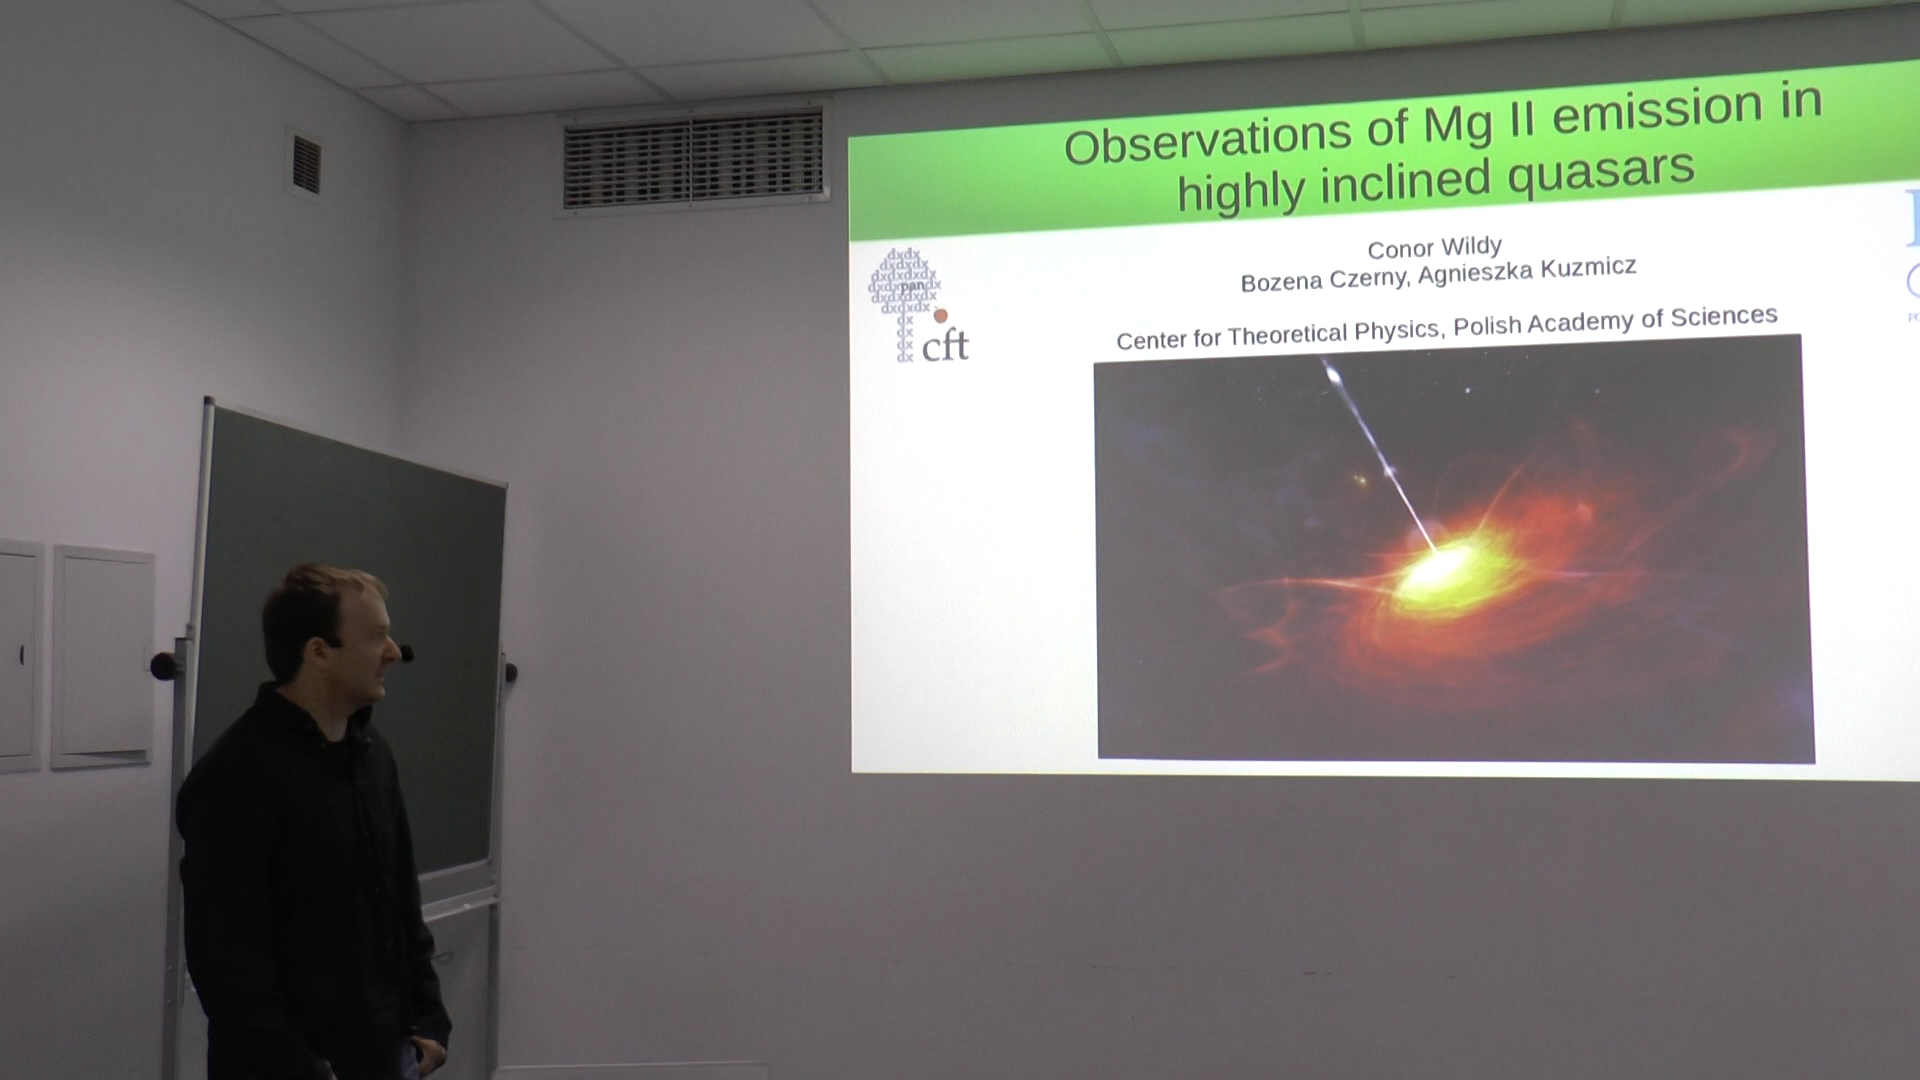 Observations of Mg II emission in
highly inclined quasars
Conor Wildy
Bozena Czerny, Agnieszka Kuzmicz
Center for Theoretical Physics, Polish Academy of Sciences
dxdx
dxdxdx
dxdxdxdx
dxdxpandx
dxdxdxdx
dxdxdx
dx
dx
dx
dx
cft